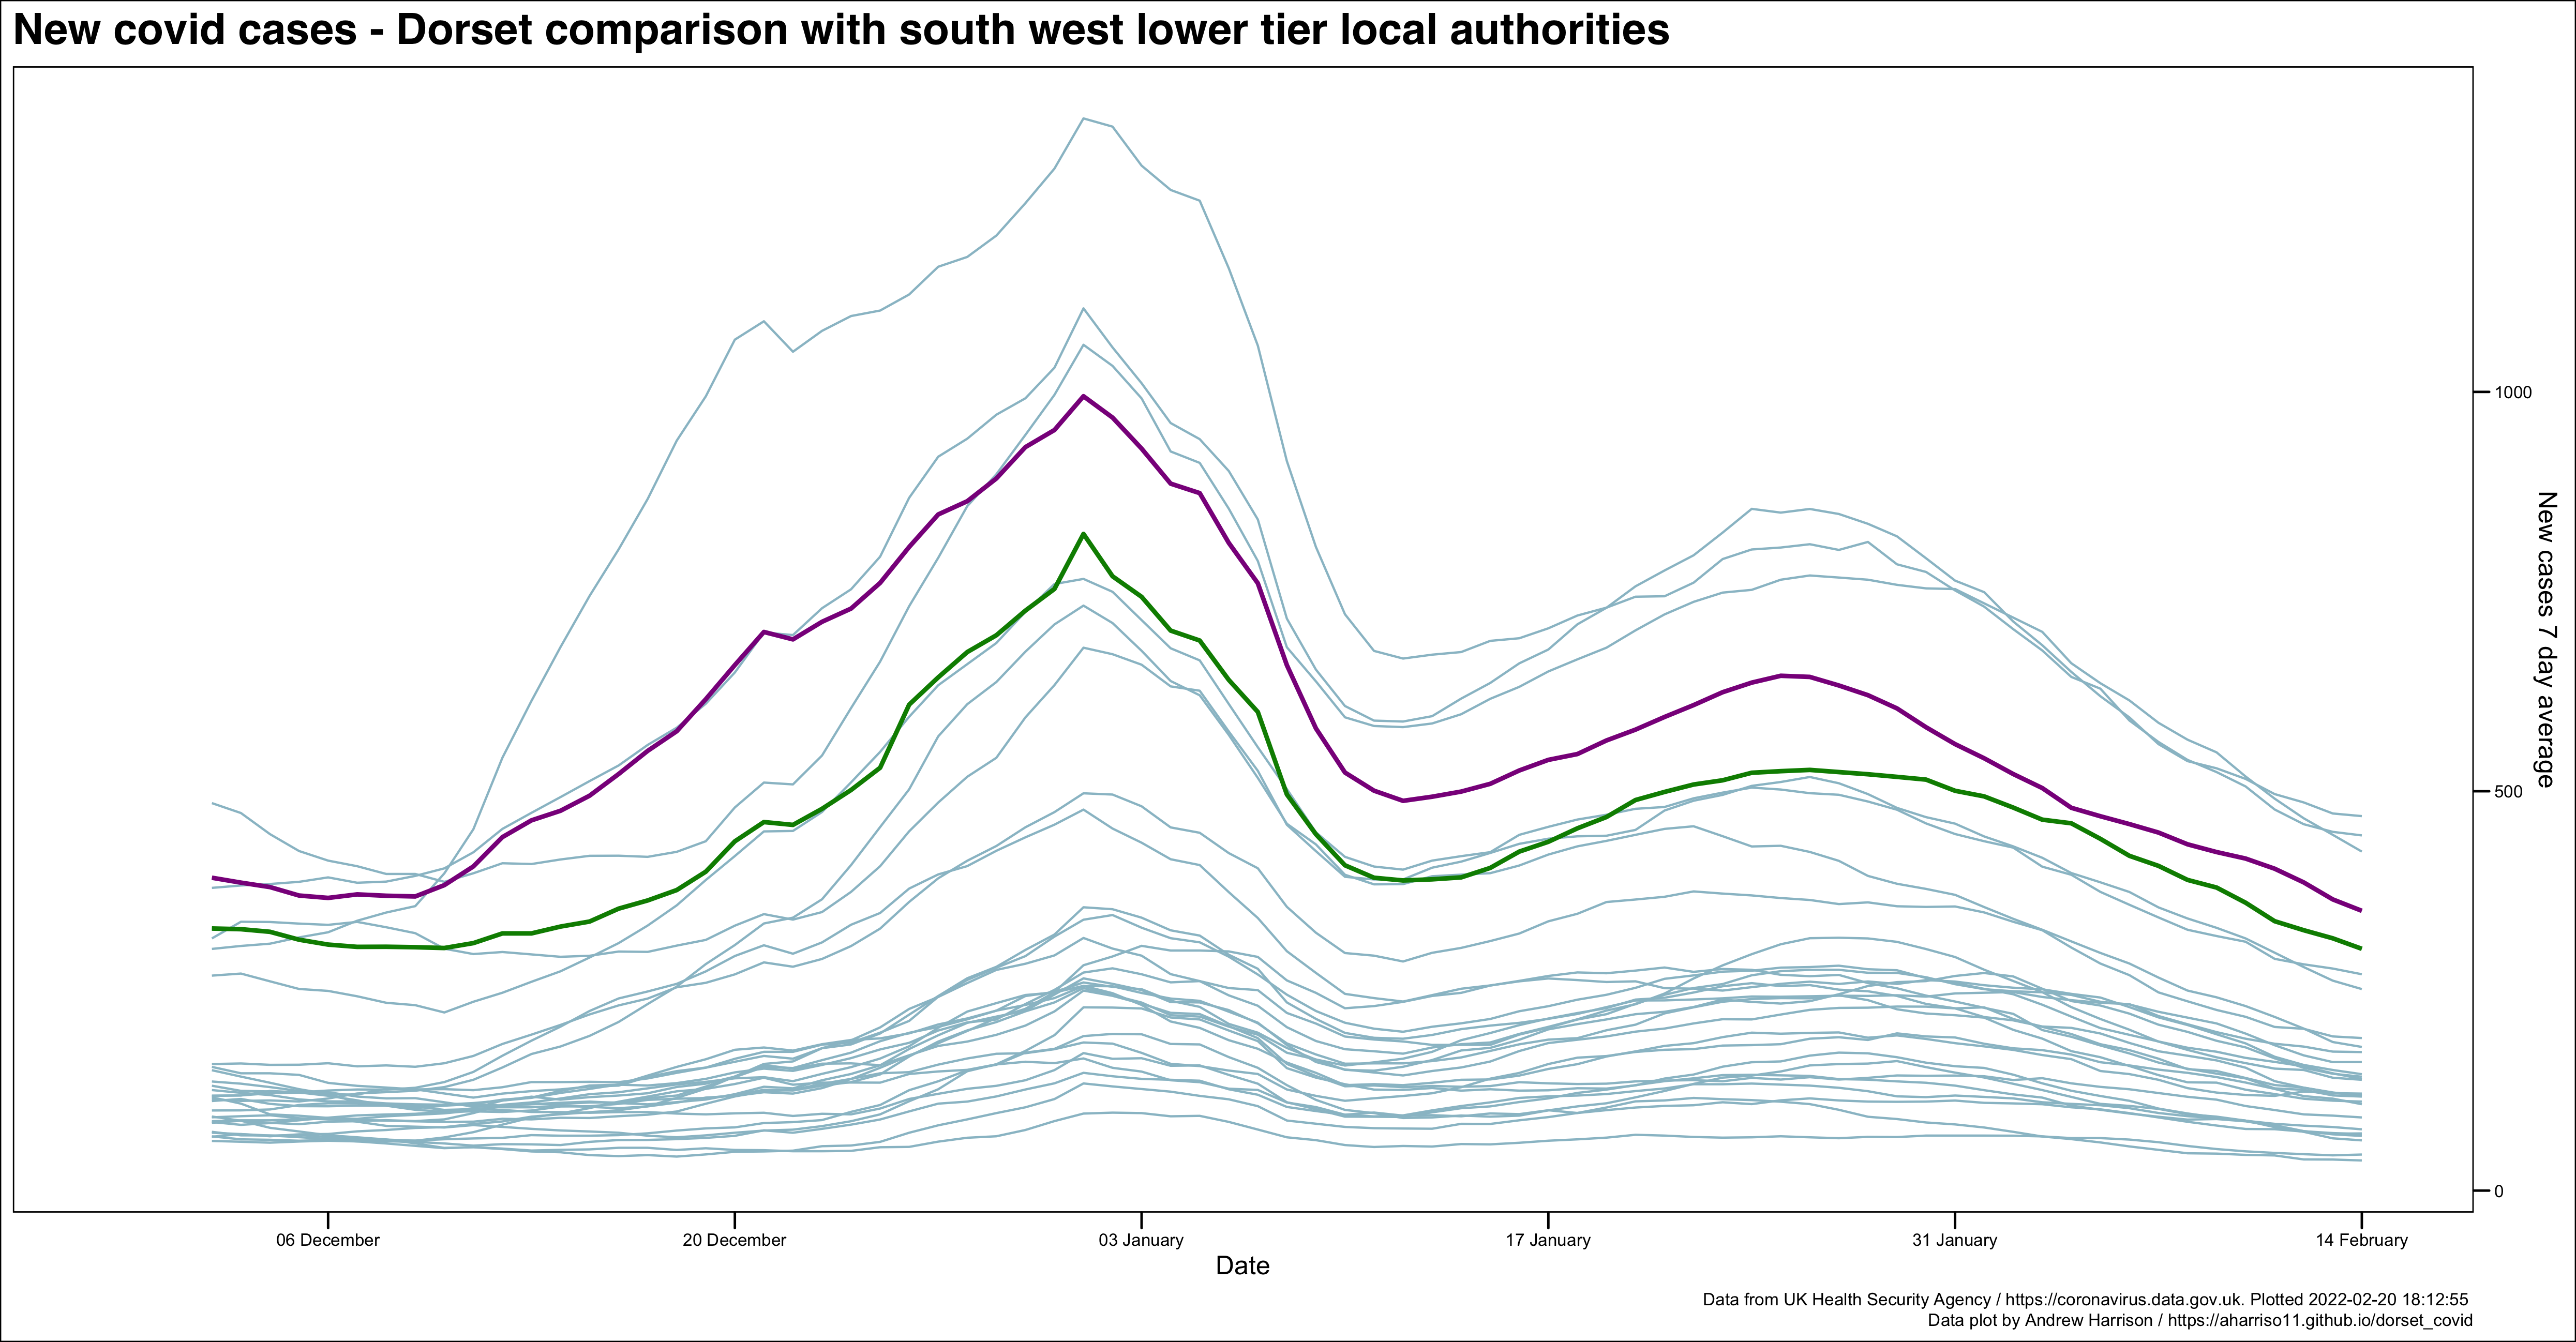 New covid cases - Dorset comparison with south west lower tier local authorities
1000
500
0
New cases 7 day average
06 December
20 December
03 January
17 January
31 January
14 February
Date
Data from UK Health Security Agency / https://coronavirus.data.gov.uk. Plotted 2022-02-20 18:12:55
Data plot by Andrew Harrison / https://aharriso11.github.io/dorset_covid